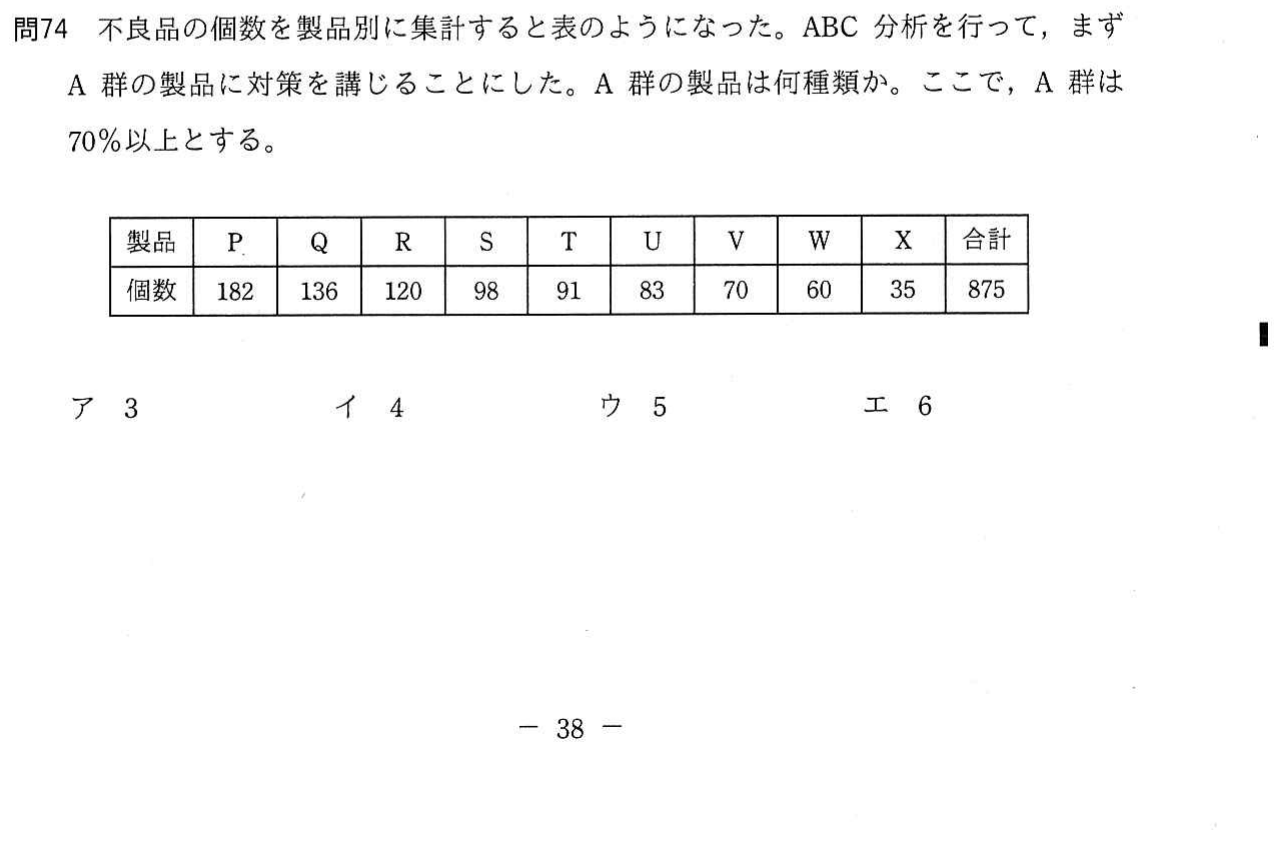 問74 不良品の個数を製品別に集計すると表のようになった。ABC 分析を行って，まず
A 群の製品に対策を講じることにした。A 群の製品は何種類か。ここで，A 群は
70％以上とする。
製品 P Q R S T U V W X 合計
個数 182 136 120 98 91 83 70 60 35 875
ア 3 イ 4 ウ 5 エ 6
－ 38 －